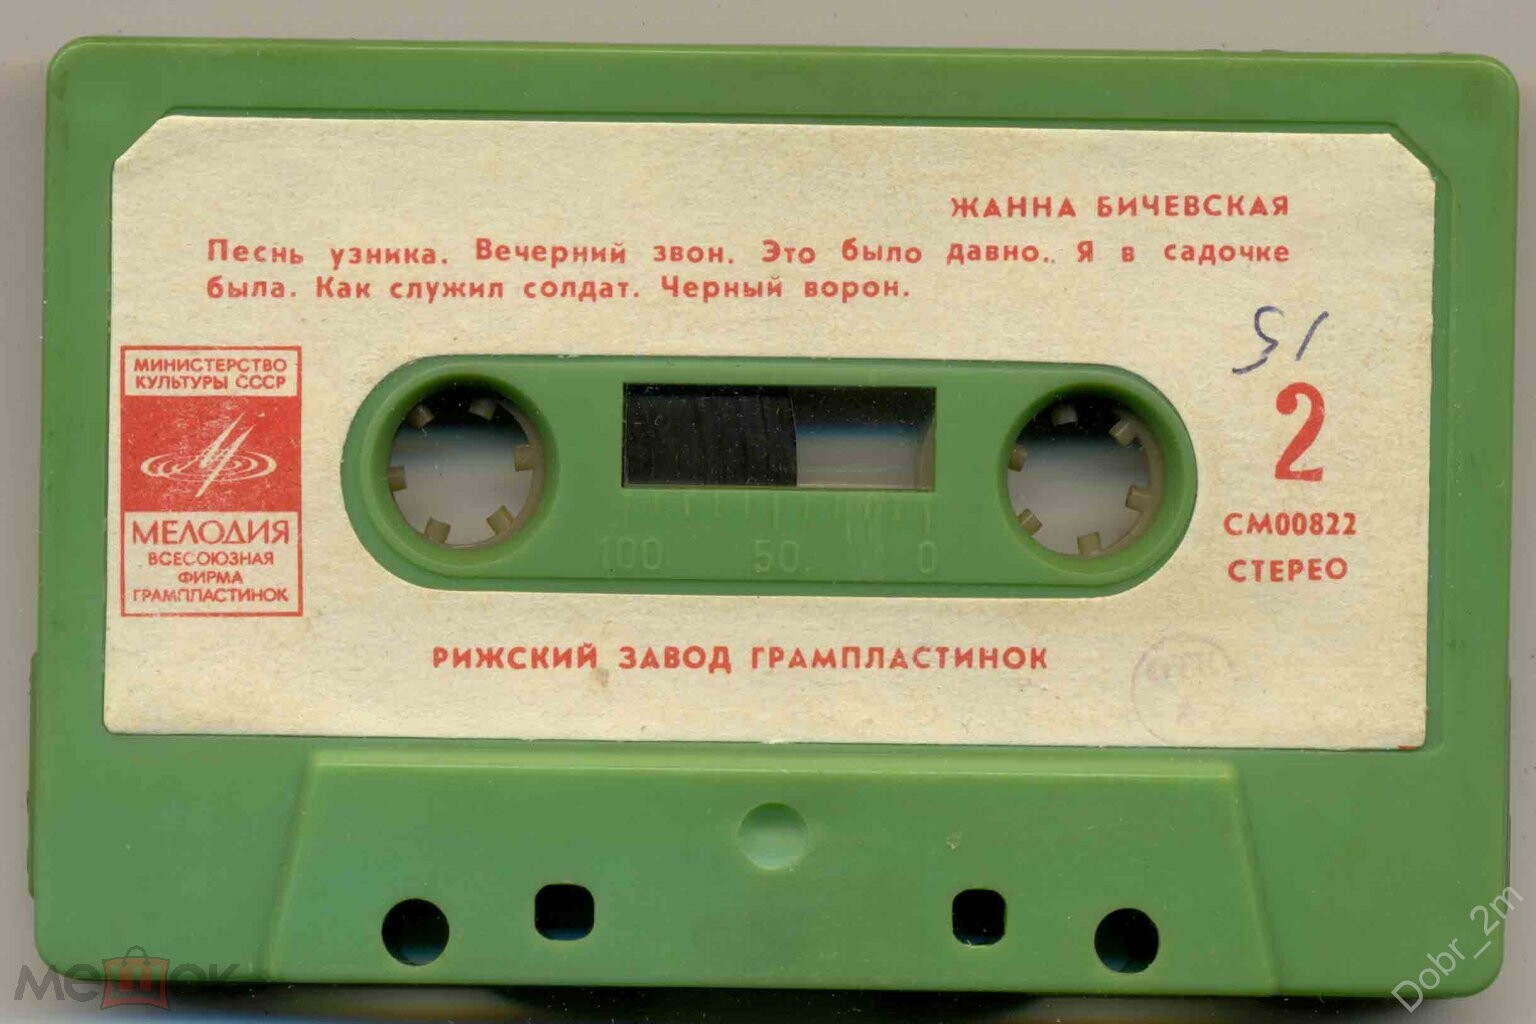 ЖАННА БИЧЕВСКАЯ
Песнь узника. Вечерний звон. Это было давно. Я в садочке
была. Как служил солдат. Черный ворон.
МИНИСТЕРСТВО
КУЛЬТУРЫ СССР
МЕЛОДИЯ
ВСЕСОЮЗНАЯ
ФИРМА
ГРАМПЛАСТИНОК
2
СМ00822
СТЕРЕО
100 50 0
РИЖСКИЙ ЗАВОД ГРАМПЛАСТИНОК
мешок
Dobr_2m